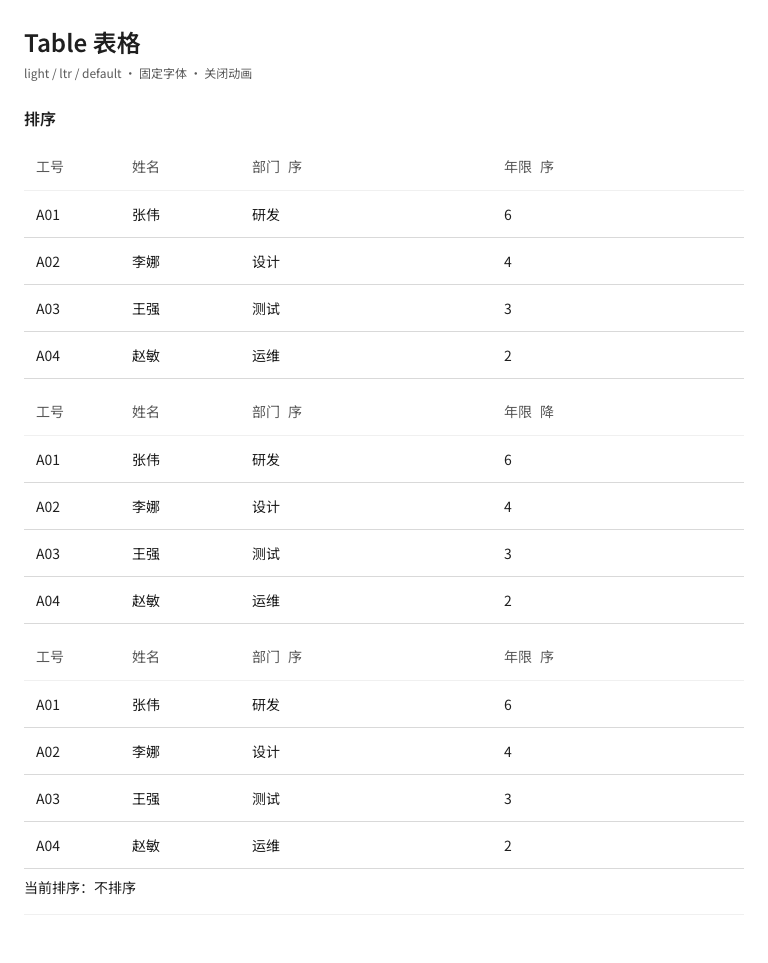 Table 表格
light / ltr / default ・ 固定字体 ・ 关闭动画
排序
工号 姓名 部门 序 年限 序
A01 张伟 研发 6
A02 李娜 设计 4
A03 王强 测试 3
A04 赵敏 运维 2
工号 姓名 部门 序 年限 降
A01 张伟 研发 6
A02 李娜 设计 4
A03 王强 测试 3
A04 赵敏 运维 2
工号 姓名 部门 序 年限 序
A01 张伟 研发 6
A02 李娜 设计 4
A03 王强 测试 3
A04 赵敏 运维 2
当前排序：不排序